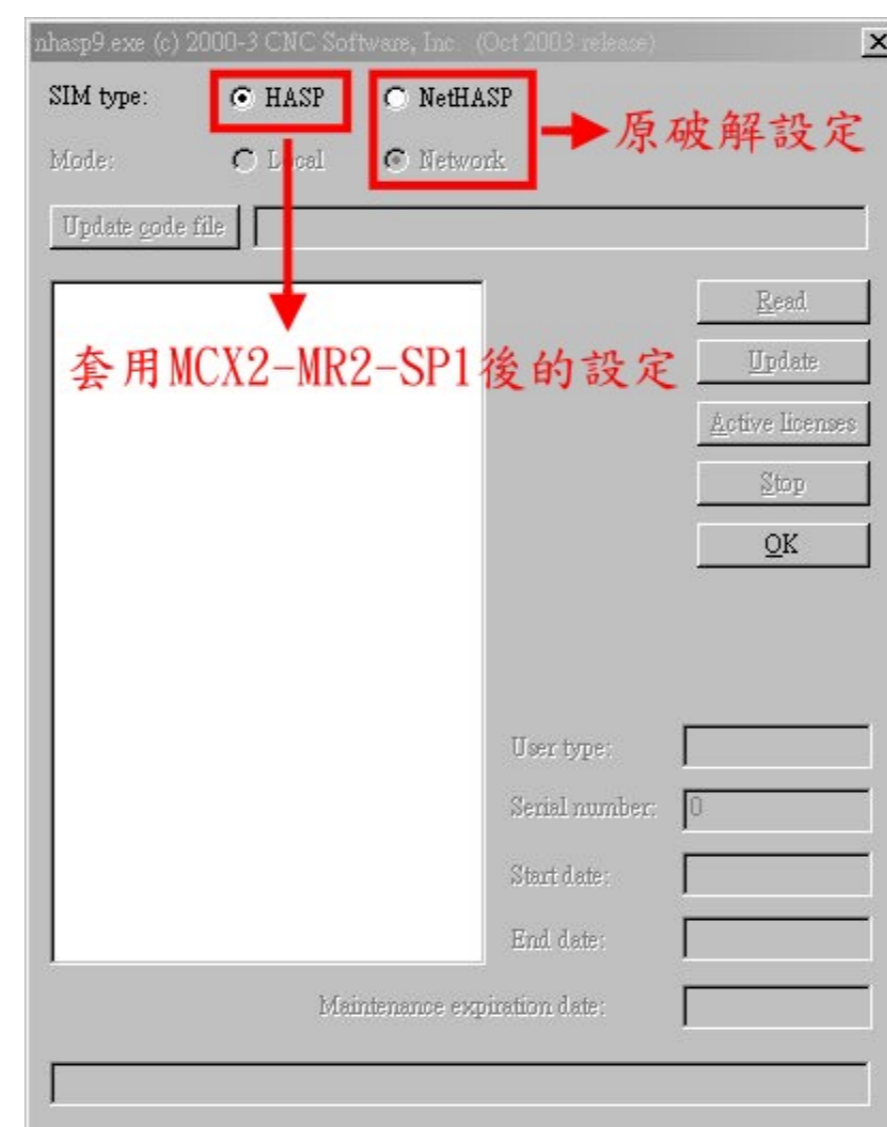 nhasp9.exe (c) 2000-3 CNC Software, Inc. (Oct 2003 release)
SIM type: HASP NetHASP
原破解設定
Mode: Local Network
Update code file
Read
套用MCX2-MR2-SP1後的設定
Update
Active licenses
Stop
OK
User type:
Serial number: 0
Start date:
End date:
Maintenance expiration date: